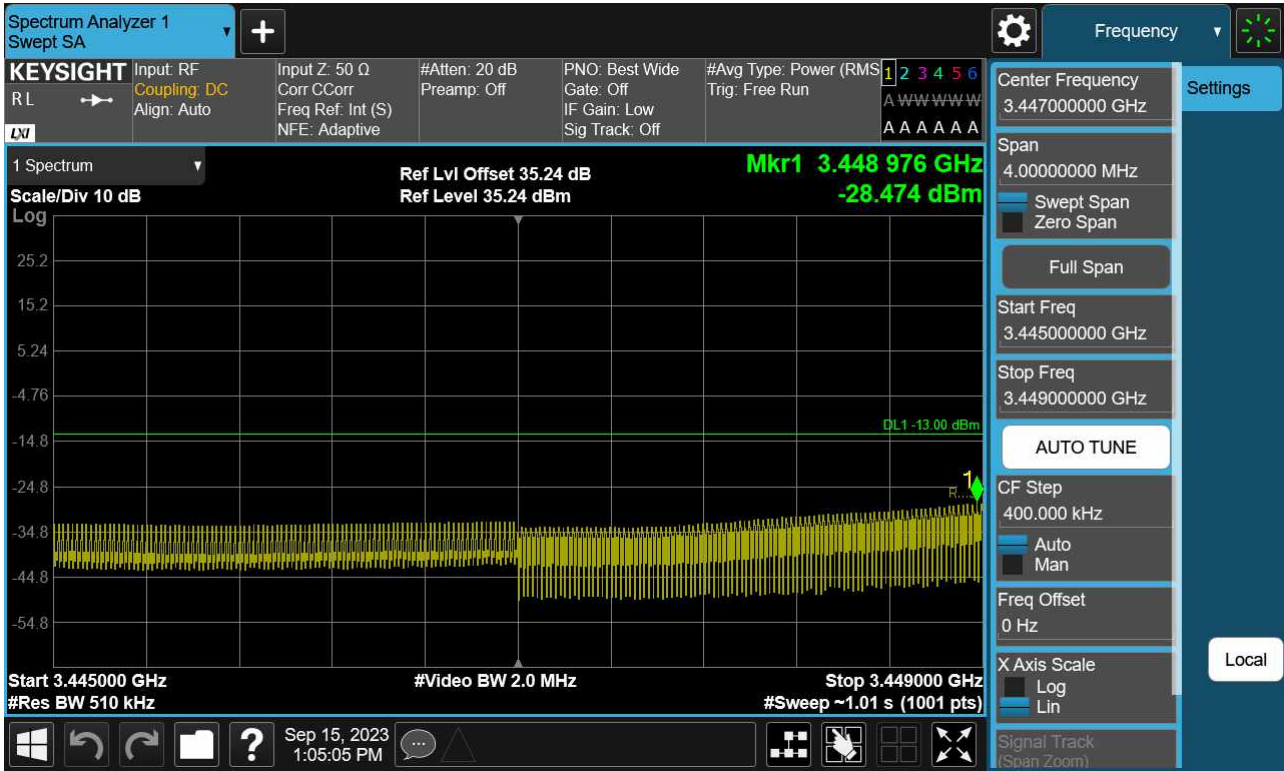 Spectrum Analyzer 1
Swept SA
+
Frequency
KEYSIGHT
R L
LXI
Input: RF
Coupling: DC
Align: Auto
Input Z: 50 Ω
Corr CCorr
Freq Ref: Int (S)
NFE: Adaptive
#Atten: 20 dB
Preamp: Off
PNO: Best Wide
Gate: Off
IF Gain: Low
Sig Track: Off
#Avg Type: Power (RMS
Trig: Free Run
1 2 3 4 5 6
A W W W W W
A A A A A A
1 Spectrum
Scale/Div 10 dB
Log
Ref Lvl Offset 35.24 dB
Ref Level 35.24 dBm
Mkr1 3.448 976 GHz
-28.474 dBm
25.2
15.2
5.24
-4.76
-14.8
-24.8
-34.8
-44.8
-54.8
DL1 -13.00 dBm
1
R...
Start 3.445000 GHz
#Res BW 510 kHz
#Video BW 2.0 MHz
Stop 3.449000 GHz
#Sweep ~1.01 s (1001 pts)
Center Frequency
3.447000000 GHz
Span
4.00000000 MHz
Swept Span
Zero Span
Full Span
Start Freq
3.445000000 GHz
Stop Freq
3.449000000 GHz
AUTO TUNE
CF Step
400.000 kHz
Auto
Man
Freq Offset
0 Hz
X Axis Scale
Log
Lin
Signal Track
(Span Zoom)
Settings
Local
?
Sep 15, 2023
1:05:05 PM